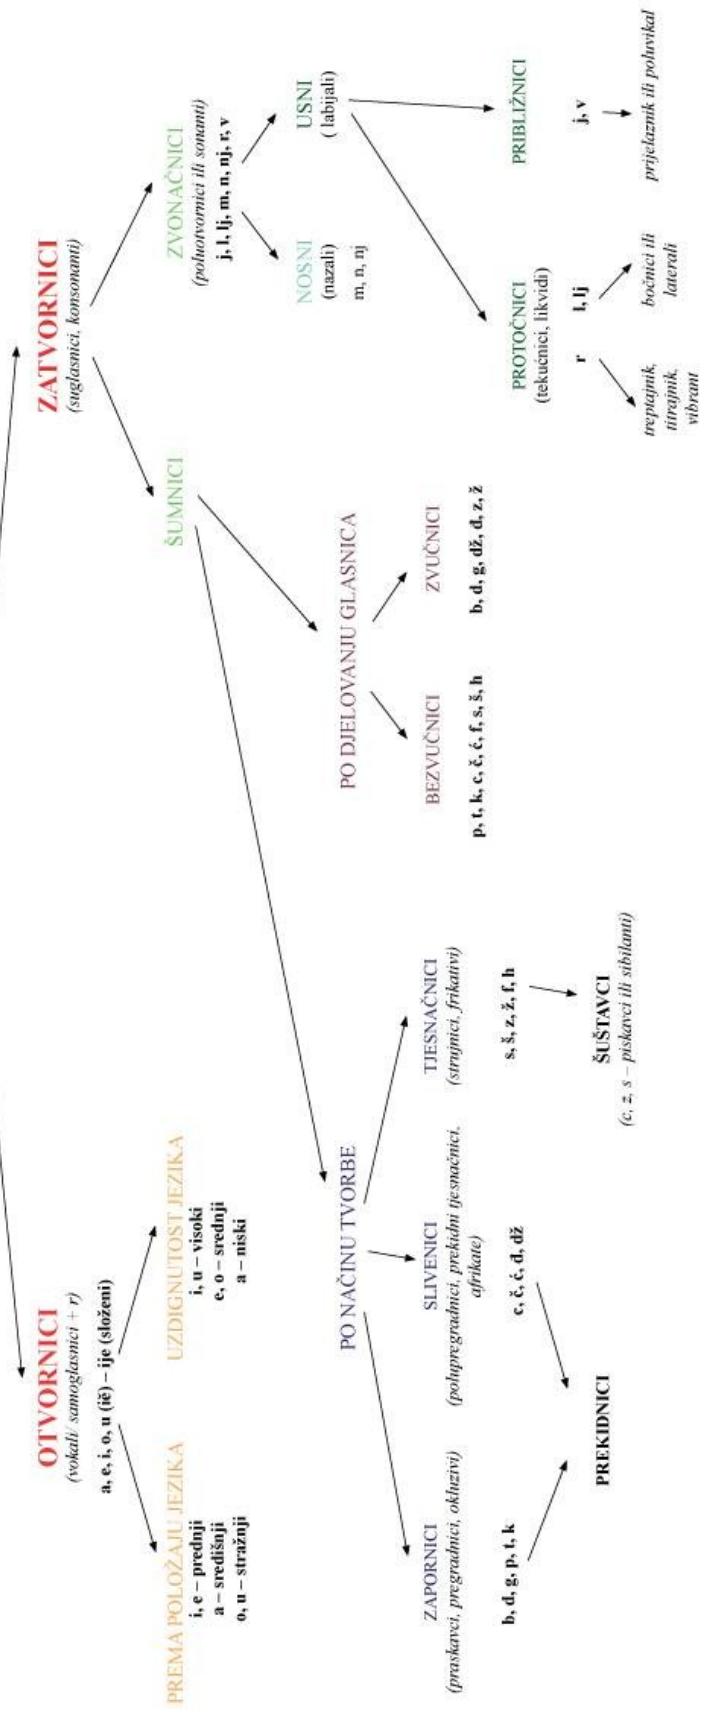 OTVORNICI
(vokali/ samoglasnici + r)
a, e, i, o, u (iě) – ije (složeni)
PREMA POLOŽAJU JEZIKA
i, e – prednji
a – središnji
o, u – stražnji
UZDIGNUTOST JEZIKA
i, u – visoki
e, o – srednji
a – niski
ZATVORNICI
(suglasnici, konsonanti)
ŠUMNICI
ZVONAČNICI
(poluotvornici ili sonanti)
j, l, lj, m, n, nj, r, v
NOSNI
(nazali)
m, n, nj
USNI
( labijali)
PO NAČINU TVORBE
PO DJELOVANJU GLASNICA
ZAPORNICI
(praskavci, pregradnici, okluzivi)
b, d, g, p, t, k
SLIVENICI
(polupregradnici, prekidni tjesnačnici,
afrikate)
c, č, ć, đ, dž
TJESNAČNICI
(strujnici, frikativi)
s, š, z, ž, f, h
PREKIDNICI
ŠUŠTAVCI
(c, z, s – piskavci ili sibilanti)
BEZVUČNICI
p, t, k, c, č, ć, f, s, š, h
ZVUČNICI
b, d, g, dž, đ, z, ž
PROTOČNICI
(tekućnici, likvidi)
r
l, lj
treptajnik,
titrajnik,
vibrant
bočnici ili
laterali
PRIBLIŽNICI
j, v
prijelaznik ili poluvikal